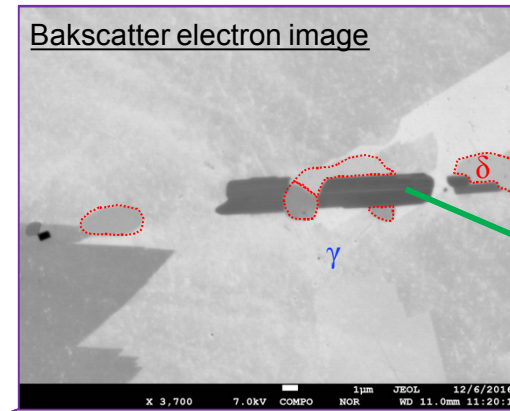 Bakscatter electron image
δ
γ
1μm JEOL 12/6/2016
X 3,700 7.0kV COMPO NOR WD 11.0mm 11:20:1